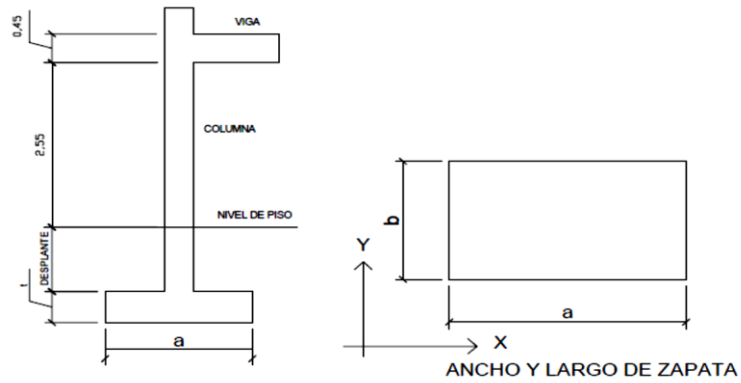 0,45
VIGA
2,55
COLUMNA
NIVEL DE PISO
DESPLANTE
t
a
b
Y
a
X
ANCHO Y LARGO DE ZAPATA